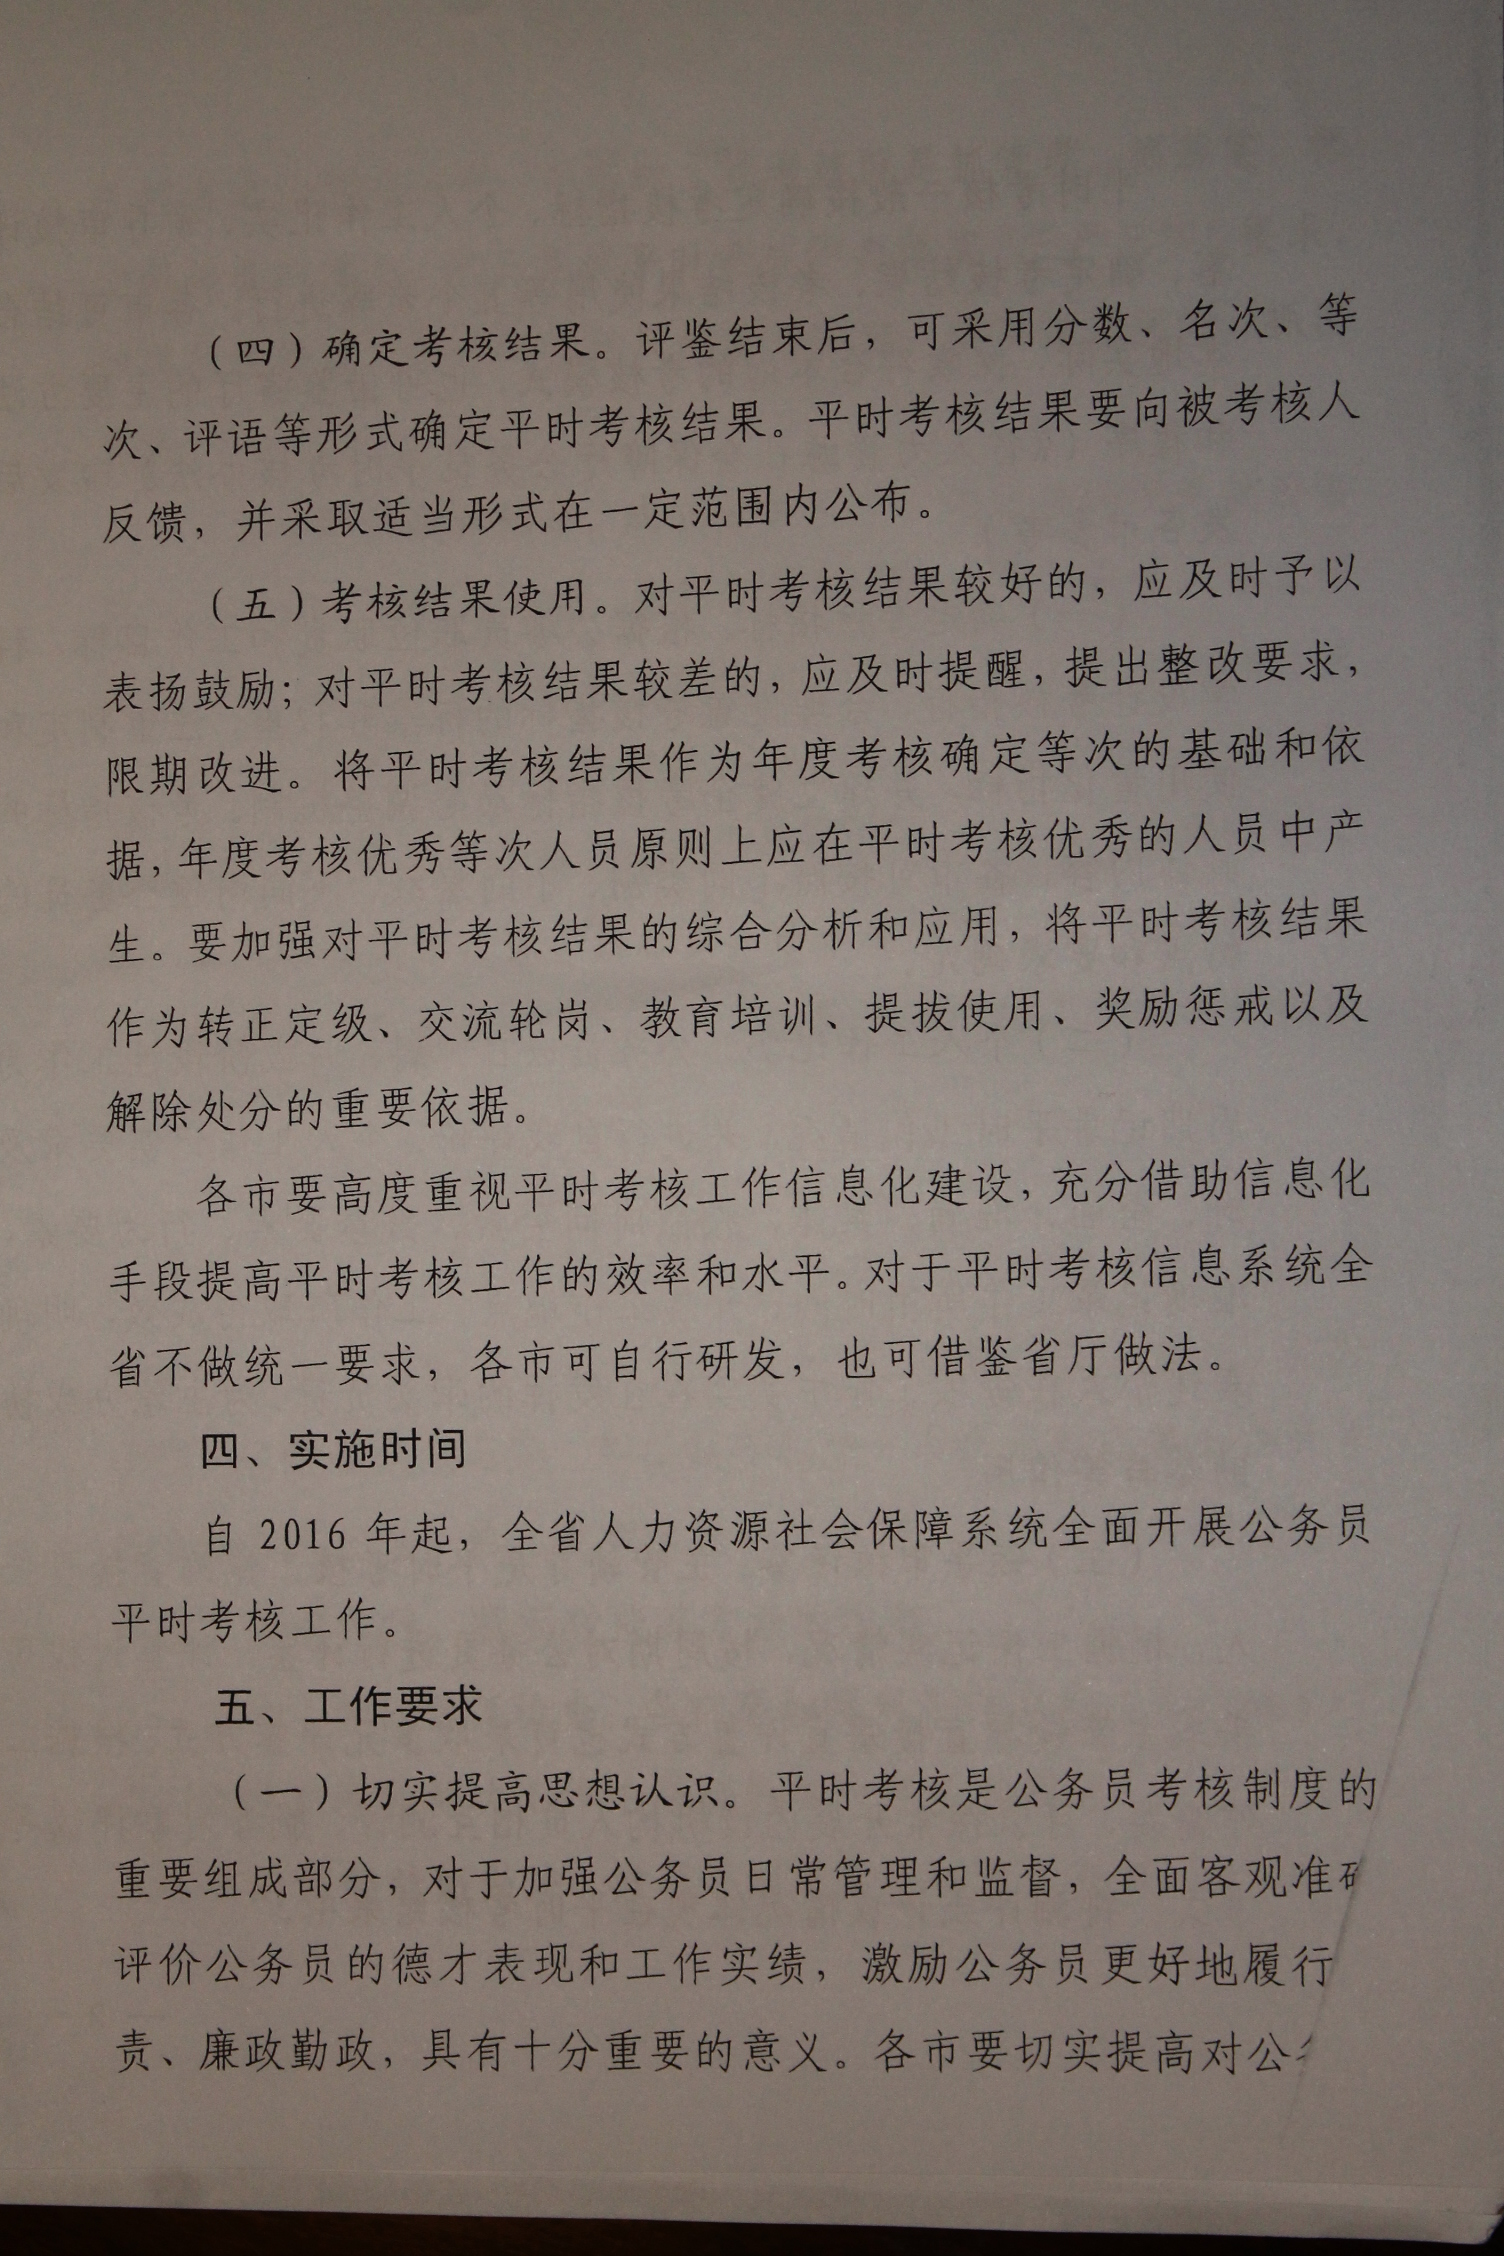 （四）确定考核结果。评鉴结束后，可采用分数、名次、等
次、评语等形式确定平时考核结果。平时考核结果要向被考核人
反馈，并采取适当形式在一定范围内公布。
（五）考核结果使用。对平时考核结果较好的，应及时予以
表扬鼓励；对平时考核结果较差的，应及时提醒，提出整改要求，
限期改进。将平时考核结果作为年度考核确定等次的基础和依
据，年度考核优秀等次人员原则上应在平时考核优秀的人员中产
生。要加强对平时考核结果的综合分析和应用，将平时考核结果
作为转正定级、交流轮岗、教育培训、提拔使用、奖励惩戒以及
解除处分的重要依据。
各市要高度重视平时考核工作信息化建设，充分借助信息化
手段提高平时考核工作的效率和水平。对于平时考核信息系统全
省不做统一要求，各市可自行研发，也可借鉴省厅做法。
四、实施时间
自 2016 年起，全省人力资源社会保障系统全面开展公务员
平时考核工作。
五、工作要求
（一）切实提高思想认识。平时考核是公务员考核制度的
重要组成部分，对于加强公务员日常管理和监督，全面客观准
评价公务员的德才表现和工作实绩，激励公务员更好地履行
责、廉政勤政，具有十分重要的意义。各市要切实提高对公